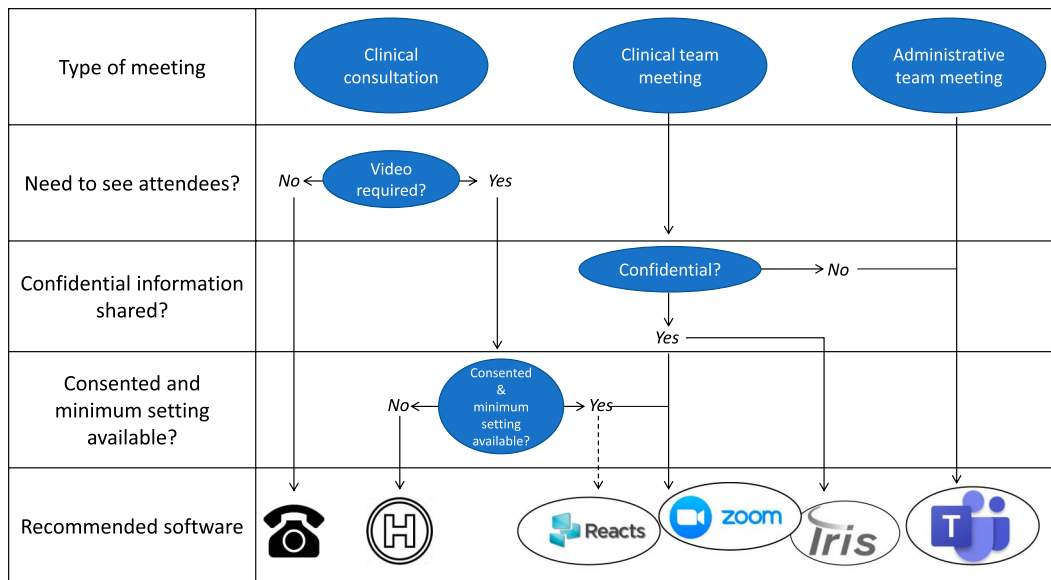 Type of meeting
Clinical
consultation
Clinical team
meeting
Administrative
team meeting
Need to see attendees?
No
Video
required?
Yes
Confidential information
shared?
Confidential?
No
Yes
Consented and
minimum setting
available?
No
Consented
&
minimum
setting
available?
Yes
Recommended software
H
Reacts
zoom
Iris
T